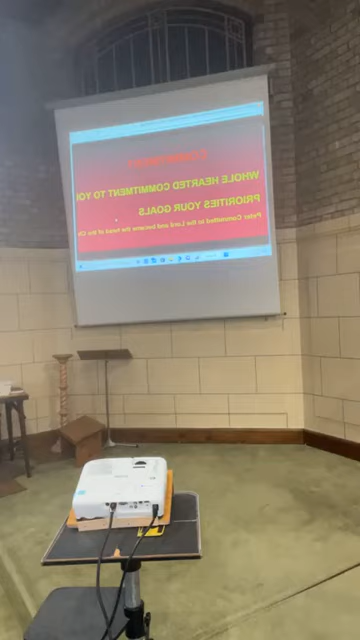 COMMITMENT
WHOLE HEARTED COMMITMENT TO YOU
PRIORITIES YOUR GOALS
Peter Committed to the Lord and became the head of the